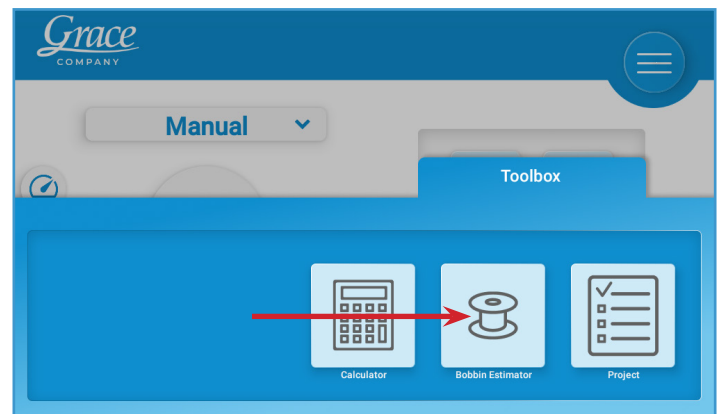 Grace
COMPANY
Manual
Toolbox
Calculator
Bobbin Estimator
Project